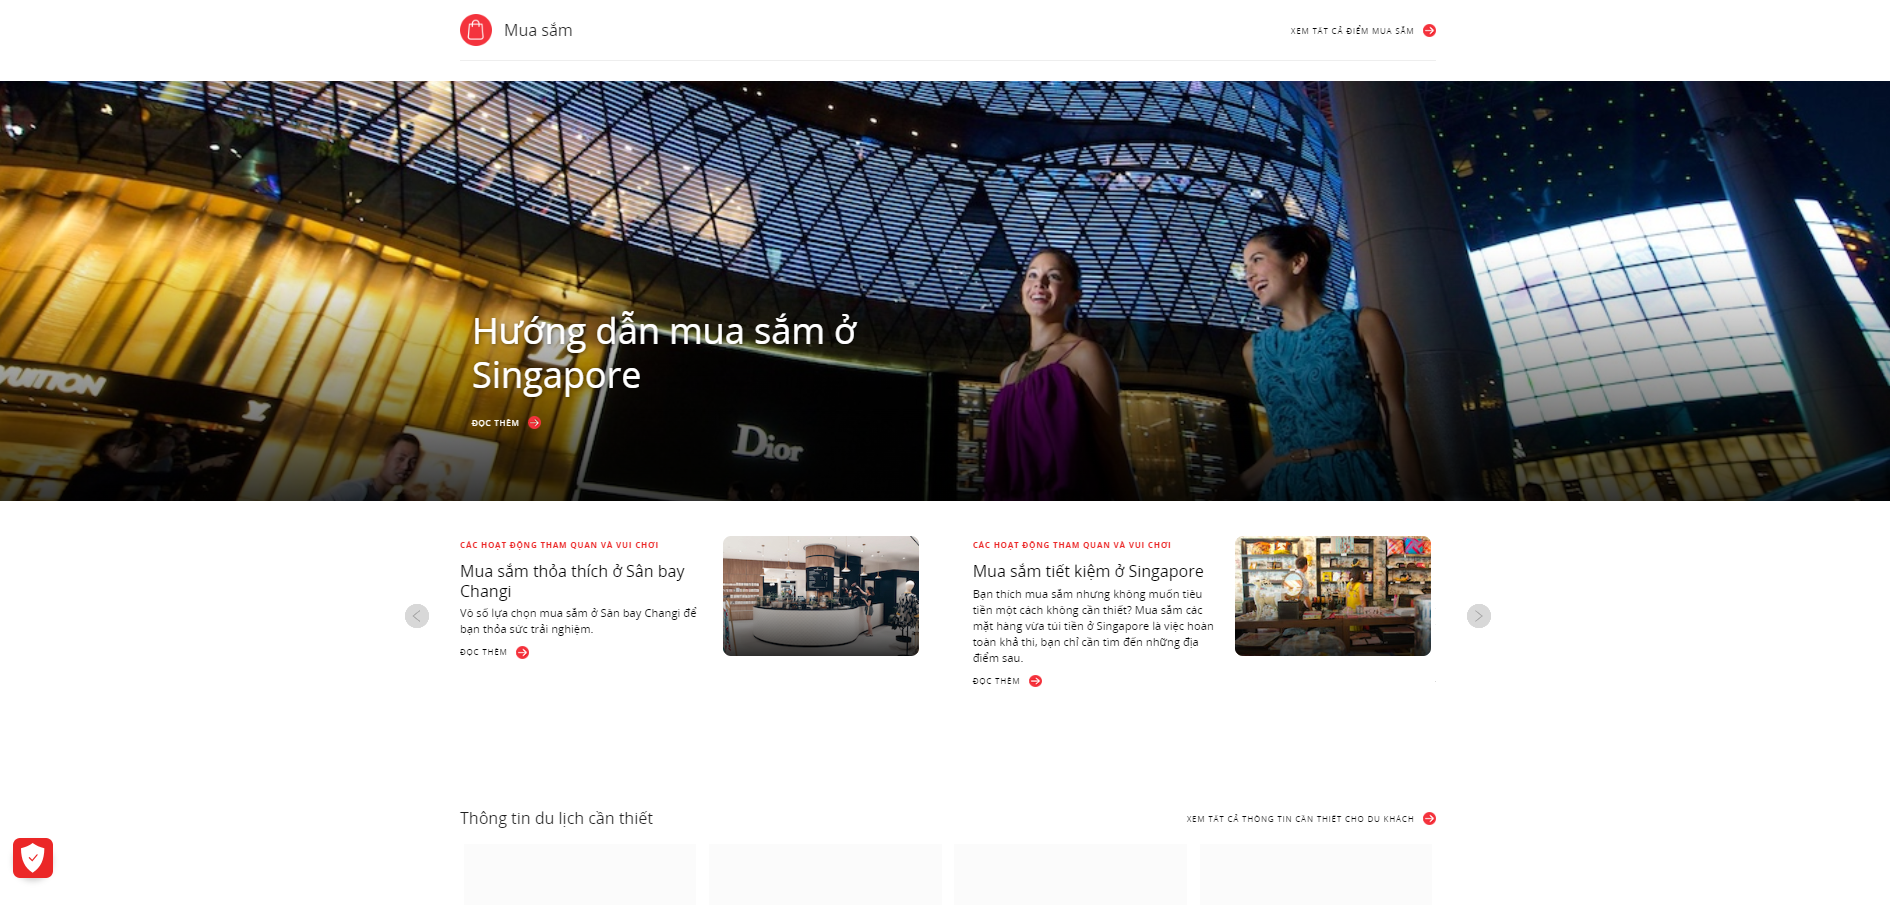 Mua sắm
XEM TẤT CẢ ĐIỂM MUA SẮM
Hướng dẫn mua sắm ở
Singapore
ĐỌC THÊM
VUITTON
LV
Dior
CÁC HOẠT ĐỘNG THAM QUAN VÀ VUI CHƠI
Mua sắm thỏa thích ở Sân bay
Changi
Vô số lựa chọn mua sắm ở Sân bay Changi để
bạn thỏa sức trải nghiệm.
ĐỌC THÊM
CÁC HOẠT ĐỘNG THAM QUAN VÀ VUI CHƠI
Mua sắm tiết kiệm ở Singapore
Bạn thích mua sắm nhưng không muốn tiêu
tiền một cách không cần thiết? Mua sắm các
mặt hàng vừa túi tiền ở Singapore là việc hoàn
toàn khả thi, bạn chỉ cần tìm đến những địa
điểm sau.
ĐỌC THÊM
Thông tin du lịch cần thiết
XEM TẤT CẢ THÔNG TIN CẦN THIẾT CHO DU KHÁCH